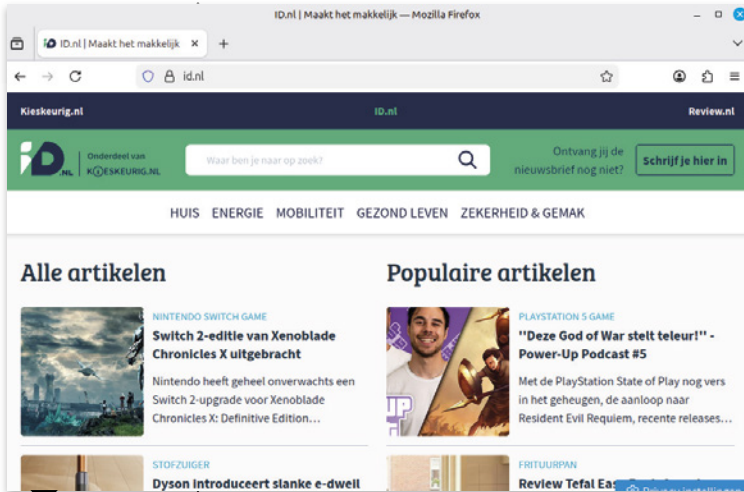 ID.nl | Maakt het makkelijk — Mozilla Firefox
ID.nl | Maakt het makkelijk
id.nl
Kieskeurig.nl
ID.nl
Review.nl
iD.NL
Onderdeel van
KIESKEURIG.NL
Waar ben je naar op zoek?
Ontvang jij de
nieuwsbrief nog niet?
Schrijf je hier in
HUIS ENERGIE MOBILITEIT GEZOND LEVEN ZEKERHEID & GEMAK
Alle artikelen
NINTENDO SWITCH GAME
Switch 2-editie van Xenoblade
Chronicles X uitgebracht
Nintendo heeft geheel onverwachts een
Switch 2-upgrade voor Xenoblade
Chronicles X: Definitive Edition...
STOFZUIGER
Dyson introduceert slanke e-dweil
Populaire artikelen
PLAYSTATION 5 GAME
"Deze God of War stelt teleur!" -
Power-Up Podcast #5
Met de PlayStation State of Play nog vers
in het geheugen, de aanloop naar
Resident Evil Requiem, recente releases...
FRITUURPAN
Review Tefal
Privacy instellingen